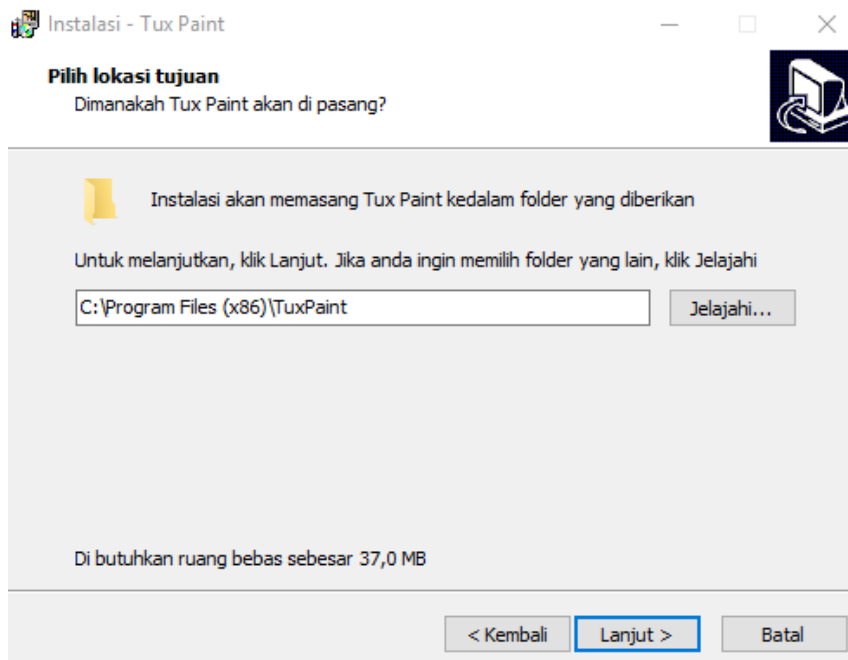 Instalasi - Tux Paint
Pilih lokasi tujuan
Dimanakah Tux Paint akan di pasang?
Instalasi akan memasang Tux Paint kedalam folder yang diberikan
Untuk melanjutkan, klik Lanjut. Jika anda ingin memilih folder yang lain, klik Jelajahi
C:\Program Files (x86)\TuxPaint
Jelajahi...
Di butuhkan ruang bebas sebesar 37,0 MB
< Kembali
Lanjut >
Batal